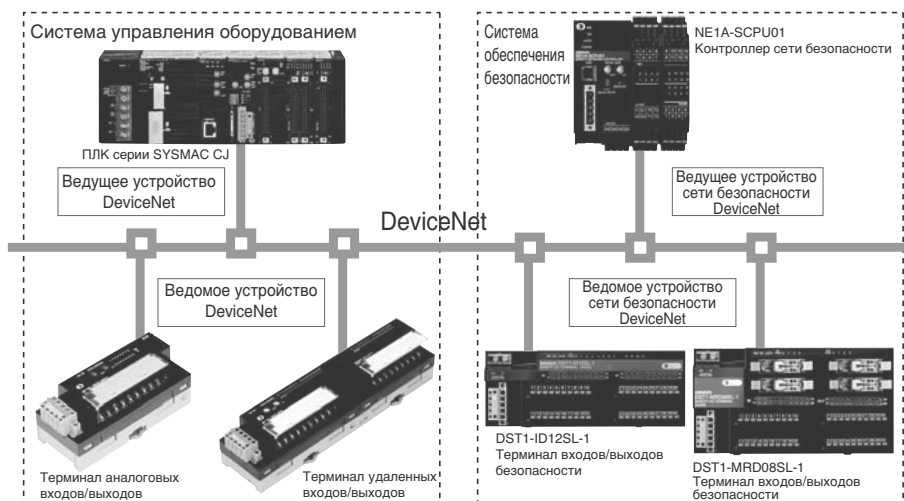 Система управления оборудованием
ПЛК серии SYSMAC CJ
Ведущее устройство
DeviceNet
DeviceNet
Ведомое устройство
DeviceNet
Терминал аналоговых
входов/выходов
Терминал удаленных
входов/выходов
Система
обеспечения
безопасности
NE1A-SCPU01
Контроллер сети безопасности
Ведущее устройство
сети безопасности
DeviceNet
Ведомое устройство
сети безопасности
DeviceNet
DST1-ID12SL-1
Терминал входов/выходов
безопасности
DST1-MRD08SL-1
Терминал входов/выходов
безопасности